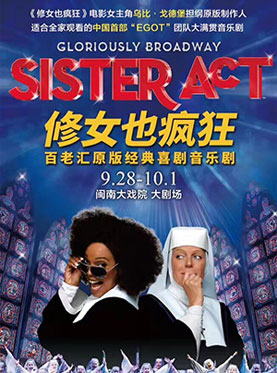 《修女也疯狂》电影女主角乌比·戈德堡担纲原版制作人
适合全家观看的中国首部“EGOT”团队大满贯音乐剧
GLORIOUSLY BROADWAY
SISTER ACT
修女也疯狂
百老汇原版经典喜剧音乐剧
9.28-10.1
闽南大戏院 大剧场